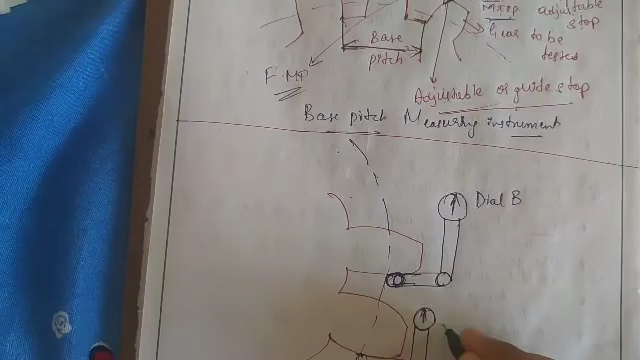 adjustable
stop
Gear to be
tested
Base
pitch
Adjustable or guide stop
Base pitch Measuring instrument
Dial B